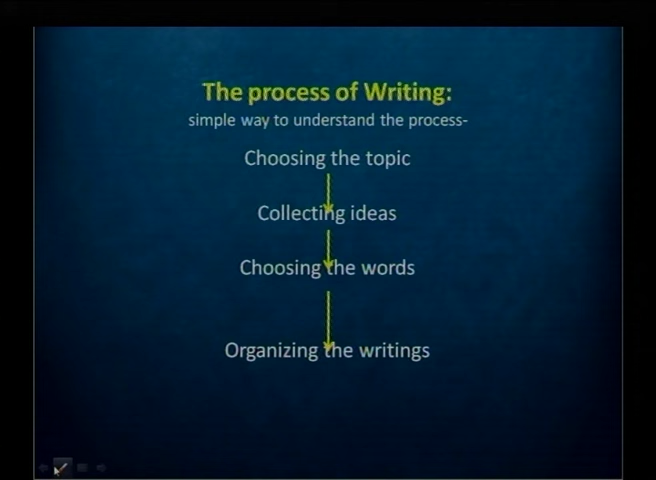 The process of Writing:
simple way to understand the process-
Choosing the topic
Collecting ideas
Choosing the words
Organizing the writings